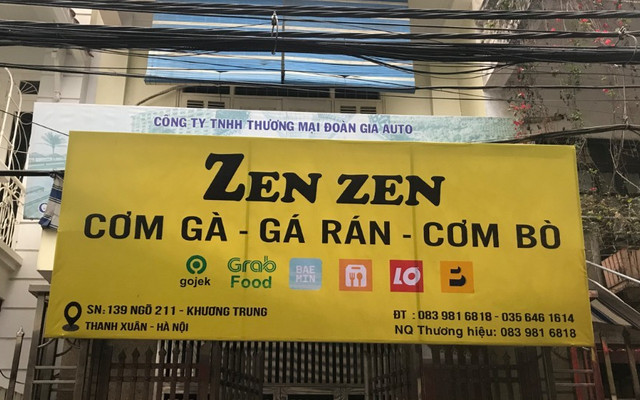 CÔNG TY TNHH THƯƠNG MẠI ĐOÀN GIA AUTO
ZEN ZEN
CƠM GÀ - GÁ RÁN - CƠM BÒ
gojek
Grab Food
BAE MIN
LO
SN: 139 NGÕ 211 - KHƯƠNG TRUNG
THANH XUÂN - HÀ NỘI
ĐT : 083 981 6818 - 035 646 1614
NQ Thương hiệu: 083 981 6818